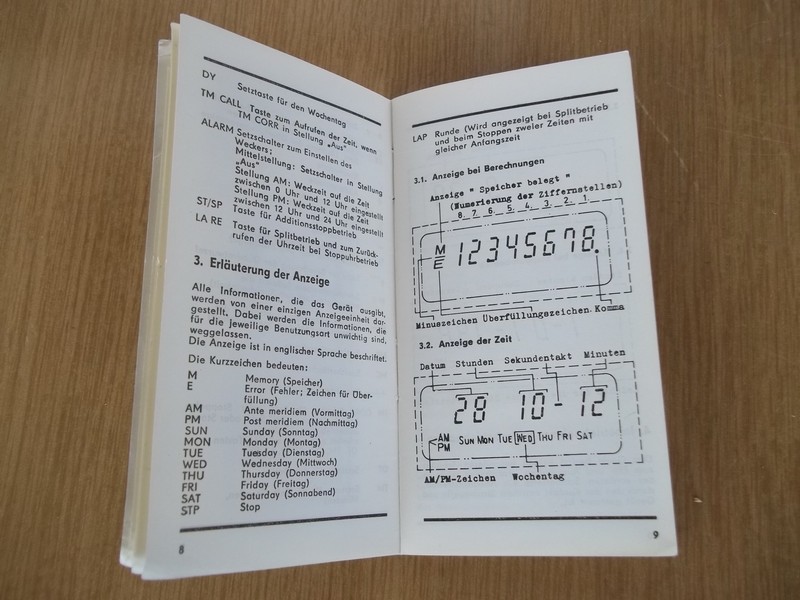 DY Setztaste für den Wochentag
TM CALL Taste zum Aufrufen der Zeit, wenn
TM CORR in Stellung „Aus"
ALARM Setzschalter zum Einstellen des
Weckers;
Mittelstellung: Setzschalter in Stellung
„Aus"
Stellung AM: Weckzeit auf die Zeit
zwischen 0 Uhr und 12 Uhr eingestellt
Stellung PM: Weckzeit auf die Zeit
zwischen 12 Uhr und 24 Uhr eingestellt
ST/SP Taste für Additionsstoppbetrieb
LA RE Taste für Splitbetrieb und zum Zurück-
rufen der Uhrzeit bei Stoppuhrbetrieb
3. Erläuterung der Anzeige
Alle Informationen, die das Gerät ausgibt,
werden von einer einzigen Anzeigeeinheit dar-
gestellt. Dabei werden die Informationen, die
für die jeweilige Benutzungsart unwichtig sind,
weggelassen.
Die Anzeige ist in englischer Sprache beschriftet.
Die Kurzzeichen bedeuten:
M Memory (Speicher)
E Error (Fehler; Zeichen für Über-
füllung)
AM Ante meridiem (Vormittag)
PM Post meridiem (Nachmittag)
SUN Sunday (Sonntag)
MON Monday (Montag)
TUE Tuesday (Dienstag)
WED Wednesday (Mittwoch)
THU Thursday (Donnerstag)
FRI Friday (Freitag)
SAT Saturday (Sonnabend)
STP Stop
8
LAP Runde (Wird angezeigt bei Splitbetrieb
und beim Stoppen zweier Zeiten mit
gleicher Anfangszeit
3.1. Anzeige bei Berechnungen
Anzeige " Speicher belegt "
(Numerierung der Ziffernstellen)
8. 7. 6. 5. 4. 3. 2. 1.
M
E 12345678.
Minuszeichen Überfüllungszeichen Komma
3.2. Anzeige der Zeit
Datum Stunden Sekundentakt Minuten
28 10-12
AM
PM SUN MON TUE WED THU FRI SAT
AM/PM-Zeichen Wochentag
9